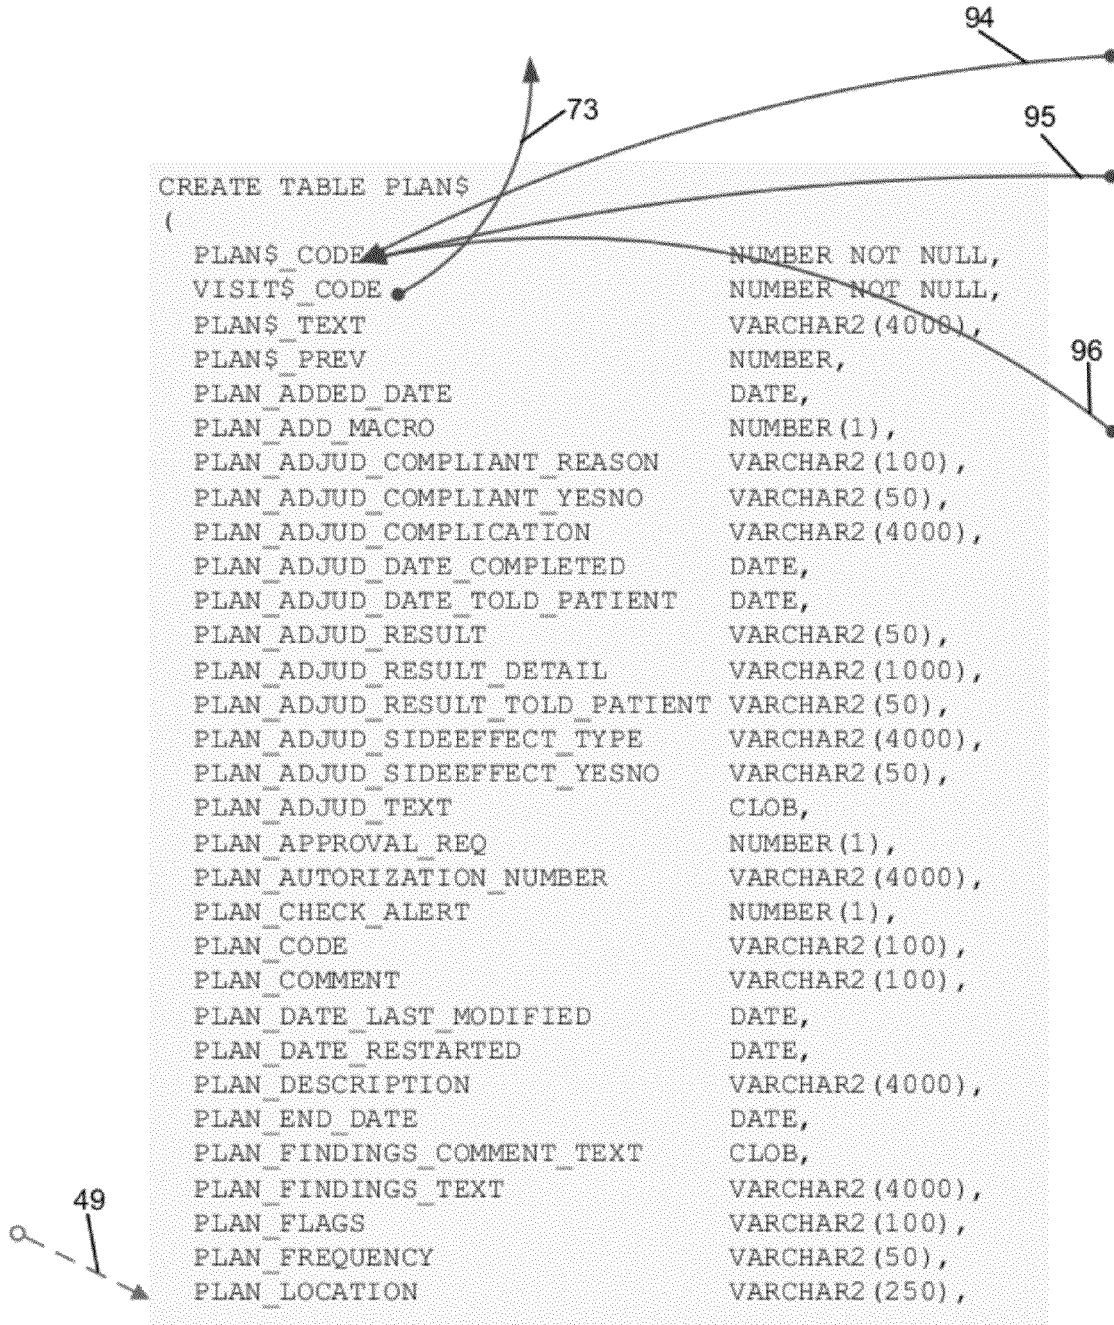 94
73
95
CREATE TABLE PLAN$
(
PLAN$_CODE NUMBER NOT NULL,
VISIT$_CODE NUMBER NOT NULL,
PLAN$_TEXT VARCHAR2(4000),
PLAN$_PREV NUMBER,
96
PLAN_ADDED_DATE DATE,
PLAN_ADD_MACRO NUMBER(1),
PLAN_ADJUD_COMPLIANT_REASON VARCHAR2(100),
PLAN_ADJUD_COMPLIANT_YESNO VARCHAR2(50),
PLAN_ADJUD_COMPLICATION VARCHAR2(4000),
PLAN_ADJUD_DATE_COMPLETED DATE,
PLAN_ADJUD_DATE_TOLD_PATIENT DATE,
PLAN_ADJUD_RESULT VARCHAR2(50),
PLAN_ADJUD_RESULT_DETAIL VARCHAR2(1000),
PLAN_ADJUD_RESULT_TOLD_PATIENT VARCHAR2(50),
PLAN_ADJUD_SIDEEFFECT_TYPE VARCHAR2(4000),
PLAN_ADJUD_SIDEEFFECT_YESNO VARCHAR2(50),
PLAN_ADJUD_TEXT CLOB,
PLAN_APPROVAL_REQ NUMBER(1),
PLAN_AUTORIZATION_NUMBER VARCHAR2(4000),
PLAN_CHECK_ALERT NUMBER(1),
PLAN_CODE VARCHAR2(100),
PLAN_COMMENT VARCHAR2(100),
PLAN_DATE_LAST_MODIFIED DATE,
PLAN_DATE_RESTARTED DATE,
PLAN_DESCRIPTION VARCHAR2(4000),
PLAN_END_DATE DATE,
PLAN_FINDINGS_COMMENT_TEXT CLOB,
PLAN_FINDINGS_TEXT VARCHAR2(4000),
49
PLAN_FLAGS VARCHAR2(100),
PLAN_FREQUENCY VARCHAR2(50),
PLAN_LOCATION VARCHAR2(250),